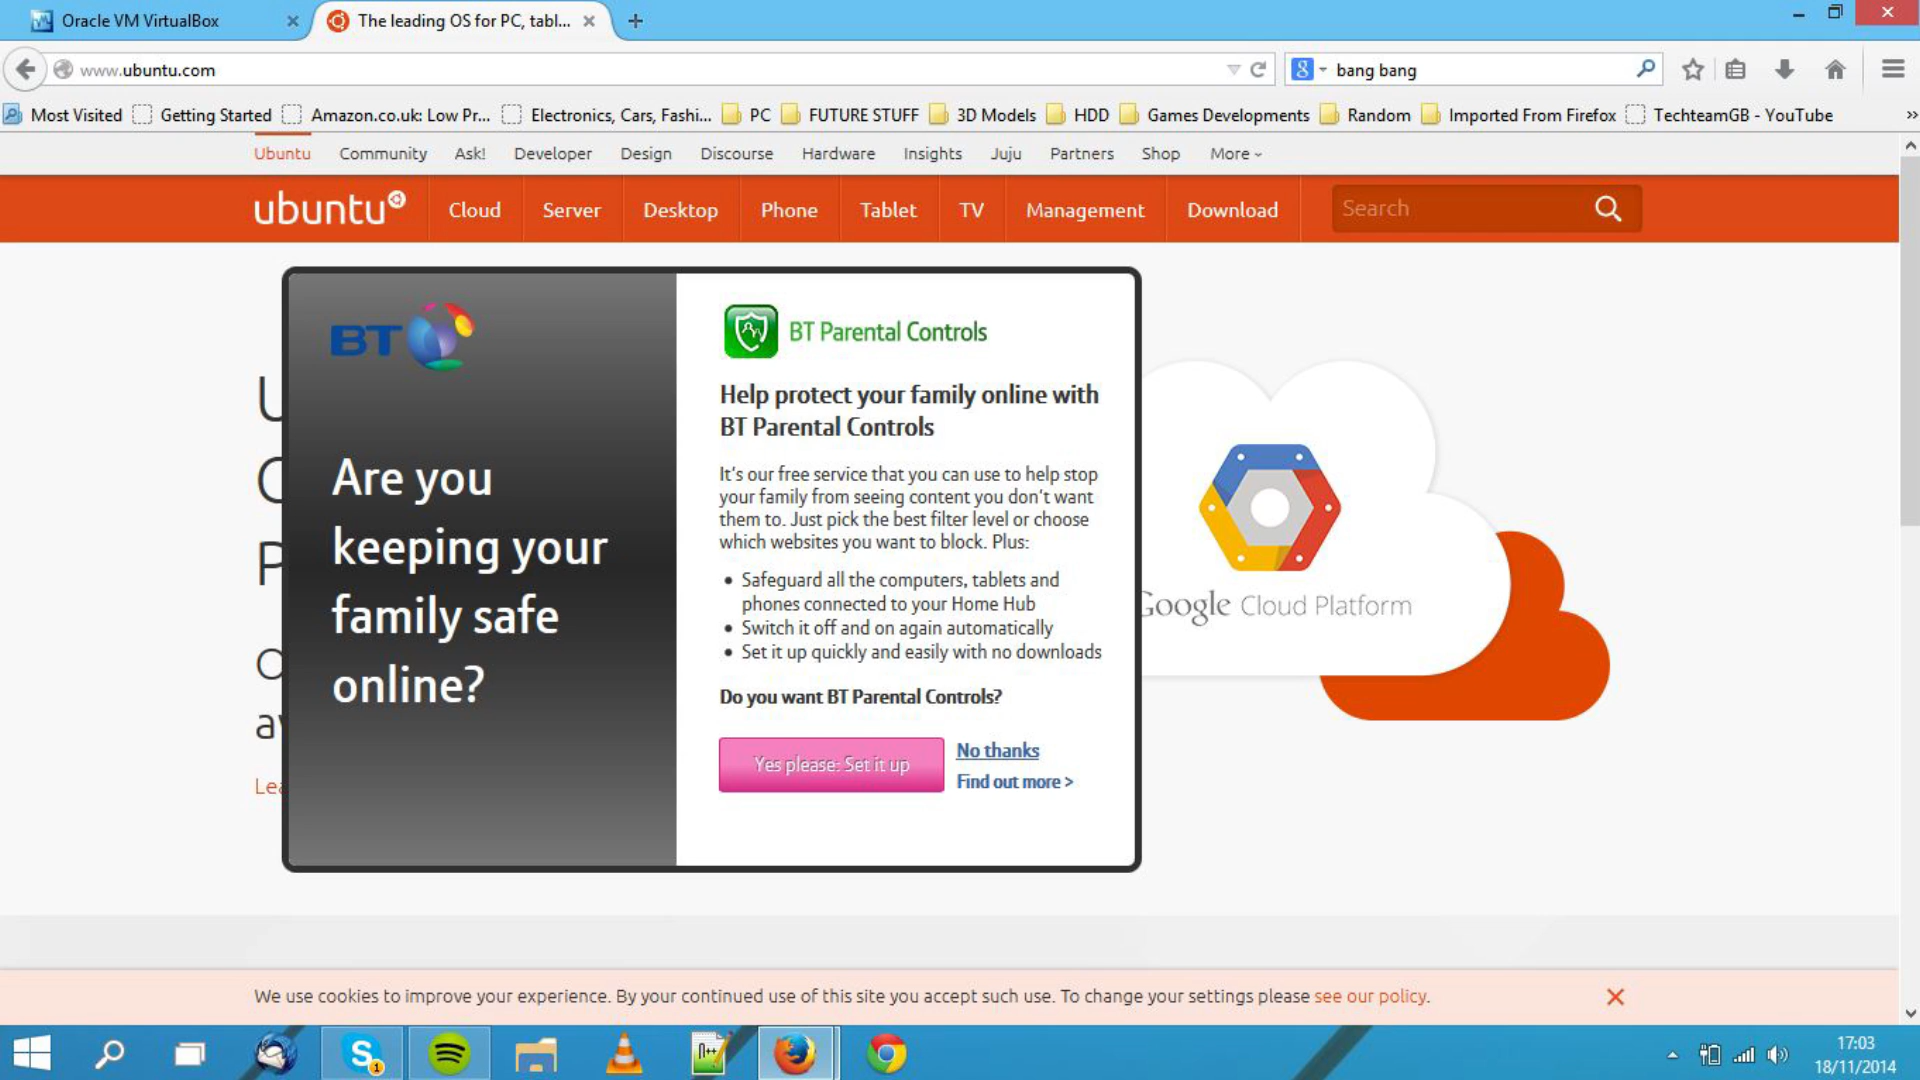 Oracle VM VirtualBox
The leading OS for PC, tabl...
www.ubuntu.com
bang bang
Most Visited Getting Started Amazon.co.uk: Low Pr... Electronics, Cars, Fashi... PC FUTURE STUFF 3D Models HDD Games Developments Random Imported From Firefox TechteamGB - YouTube »
Ubuntu Community Ask! Developer Design Discourse Hardware Insights Juju Partners Shop More
ubuntu Cloud Server Desktop Phone Tablet TV Management Download Search
BT
Are you
keeping your
family safe
online?
BT Parental Controls
Help protect your family online with
BT Parental Controls
It's our free service that you can use to help stop
your family from seeing content you don't want
them to. Just pick the best filter level or choose
which websites you want to block. Plus:
• Safeguard all the computers, tablets and
phones connected to your Home Hub
• Switch it off and on again automatically
• Set it up quickly and easily with no downloads
Do you want BT Parental Controls?
Yes please: Set it up
No thanks
Find out more >
Google Cloud Platform
We use cookies to improve your experience. By your continued use of this site you accept such use. To change your settings please see our policy.
17:03
18/11/2014